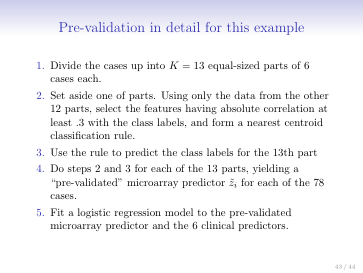 Pre-validation in detail for this example
1. Divide the cases up into K = 13 equal-sized parts of 6
cases each.
2. Set aside one of parts. Using only the data from the other
12 parts, select the features having absolute correlation at
least .3 with the class labels, and form a nearest centroid
classification rule.
3. Use the rule to predict the class labels for the 13th part
4. Do steps 2 and 3 for each of the 13 parts, yielding a
“pre-validated” microarray predictor z̃ᵢ for each of the 78
cases.
5. Fit a logistic regression model to the pre-validated
microarray predictor and the 6 clinical predictors.
43 / 44